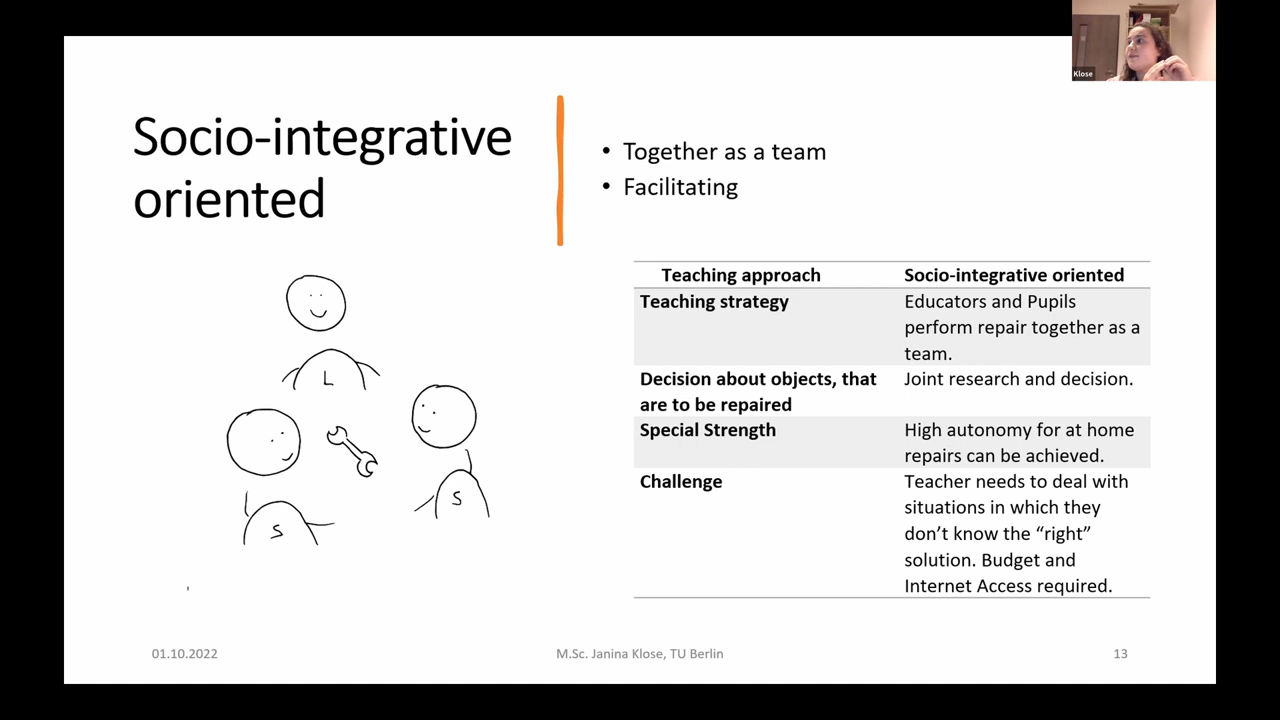 Klose
Socio-integrative
oriented
• Together as a team
• Facilitating
L
S
S
Teaching approach Socio-integrative oriented
Teaching strategy Educators and Pupils
perform repair together as a
team.
Decision about objects, that Joint research and decision.
are to be repaired
Special Strength High autonomy for at home
repairs can be achieved.
Challenge Teacher needs to deal with
situations in which they
don’t know the “right”
solution. Budget and
Internet Access required.
01.10.2022 M.Sc. Janina Klose, TU Berlin 13